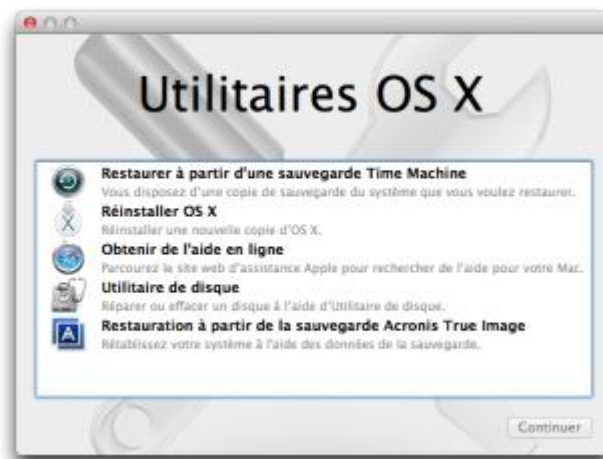 Utilitaires OS X
Restaurer à partir d'une sauvegarde Time Machine
Vous disposez d'une copie de sauvegarde du système que vous voulez restaurer.
Réinstaller OS X
Réinstaller une nouvelle copie d'OS X.
Obtenir de l'aide en ligne
Parcourez le site web d'assistance Apple pour rechercher de l'aide pour votre Mac.
Utilitaire de disque
Réparer ou effacer un disque à l'aide d'Utilitaire de disque.
Restauration à partir de la sauvegarde Acronis True Image
Rétablissez votre système à l'aide des données de la sauvegarde.
Continuer